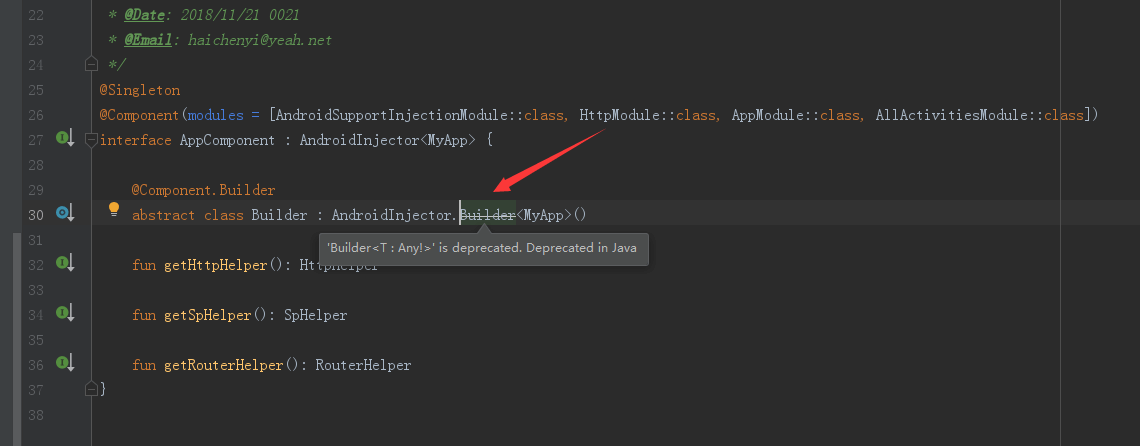 22 * @Date: 2018/11/21 0021
23 * @Email: haichenyi@yeah.net
24 */
25 @Singleton
26 @Component(modules = [AndroidSupportInjectionModule::class, HttpModule::class, AppModule::class, AllActivitiesModule::class])
27 interface AppComponent : AndroidInjector<MyApp> {
28
29 @Component.Builder
30 abstract class Builder : AndroidInjector.Builder<MyApp>()
'Builder<T : Any!>' is deprecated. Deprecated in Java
31
32 fun getHttpHelper(): HttpHelper
33
34 fun getSpHelper(): SpHelper
35
36 fun getRouterHelper(): RouterHelper
37 }
38